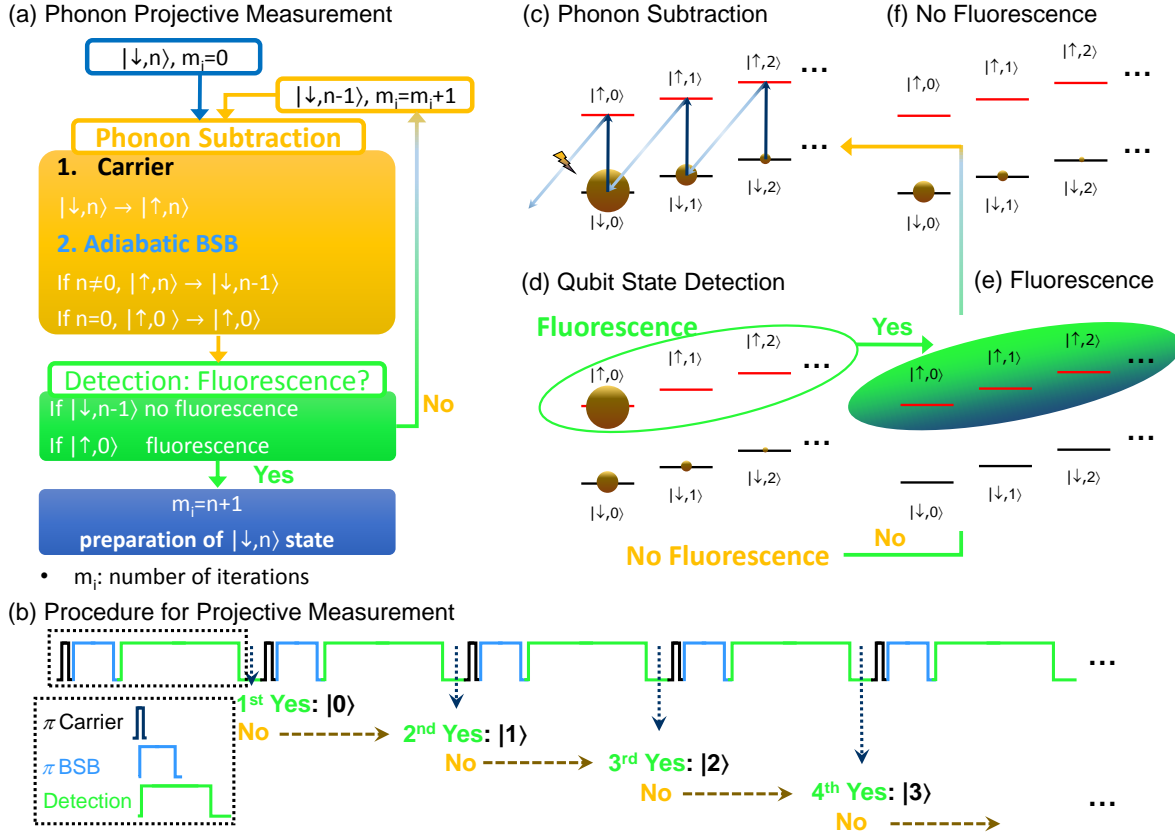 (a) Phonon Projective Measurement
|↓,n⟩, mᵢ=0
|↓,n-1⟩, mᵢ=mᵢ+1
Phonon Subtraction
1. Carrier
|↓,n⟩ → |↑,n⟩
2. Adiabatic BSB
If n≠0, |↑,n⟩ → |↓,n-1⟩
If n=0, |↑,0 ⟩ → |↑,0⟩
Detection: Fluorescence?
If |↓,n-1⟩ no fluorescence
If |↑,0⟩ fluorescence
No
Yes
mᵢ=n+1
preparation of |↓,n⟩ state
• mᵢ: number of iterations
(c) Phonon Subtraction
|↑,0⟩
|↑,1⟩
|↑,2⟩
...
|↓,0⟩
|↓,1⟩
|↓,2⟩
...
(f) No Fluorescence
|↑,0⟩
|↑,1⟩
|↑,2⟩
...
|↓,0⟩
|↓,1⟩
|↓,2⟩
...
(d) Qubit State Detection
Fluorescence
|↑,0⟩
|↑,1⟩
|↑,2⟩
...
Yes
|↓,0⟩
|↓,1⟩
|↓,2⟩
...
No Fluorescence
No
(e) Fluorescence
|↑,0⟩
|↑,1⟩
|↑,2⟩
...
|↓,0⟩
|↓,1⟩
|↓,2⟩
...
(b) Procedure for Projective Measurement
...
π Carrier
π BSB
Detection
1st Yes: |0⟩
No
2nd Yes: |1⟩
No
3rd Yes: |2⟩
No
4th Yes: |3⟩
No
...